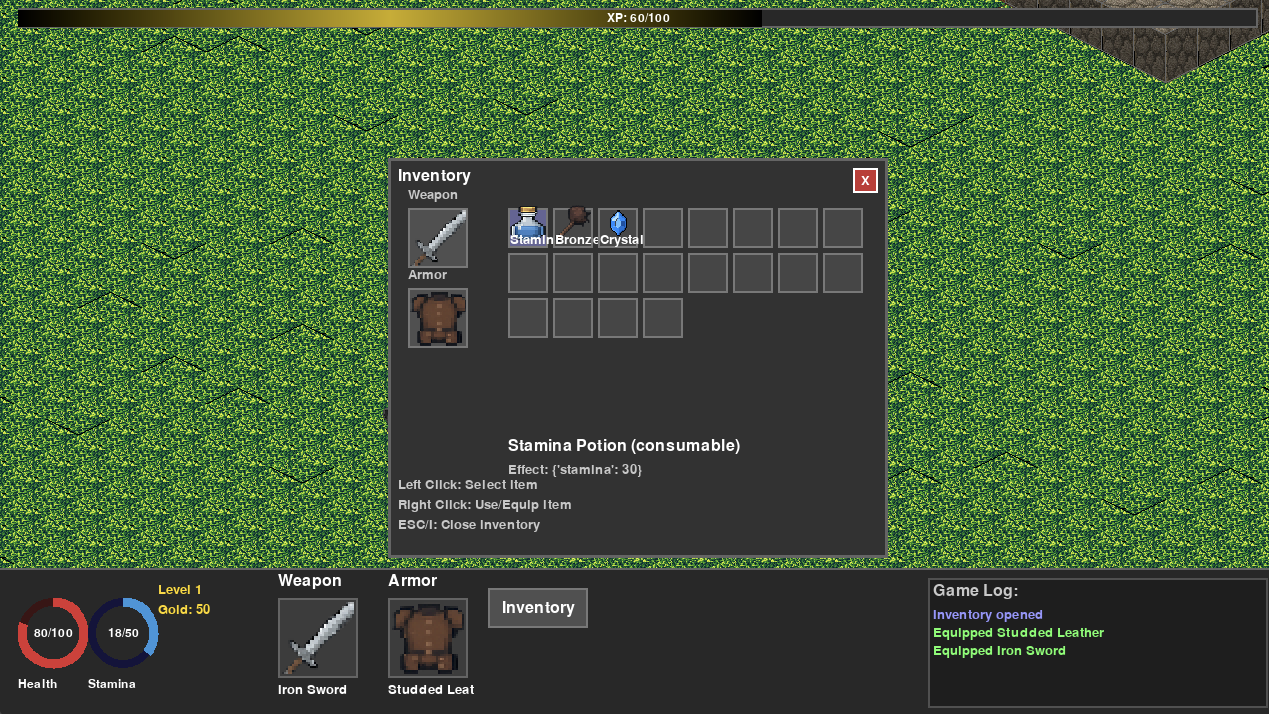 XP: 60/100
Inventory
X
Weapon
Stamin
Bronze
Crystal
Armor
Stamina Potion (consumable)
Effect: {'stamina': 30}
Left Click: Select Item
Right Click: Use/Equip Item
ESC/I: Close Inventory
Level 1
Gold: 50
80/100
18/50
Health
Stamina
Weapon
Iron Sword
Armor
Studded Leat
Inventory
Game Log:
Inventory opened
Equipped Studded Leather
Equipped Iron Sword